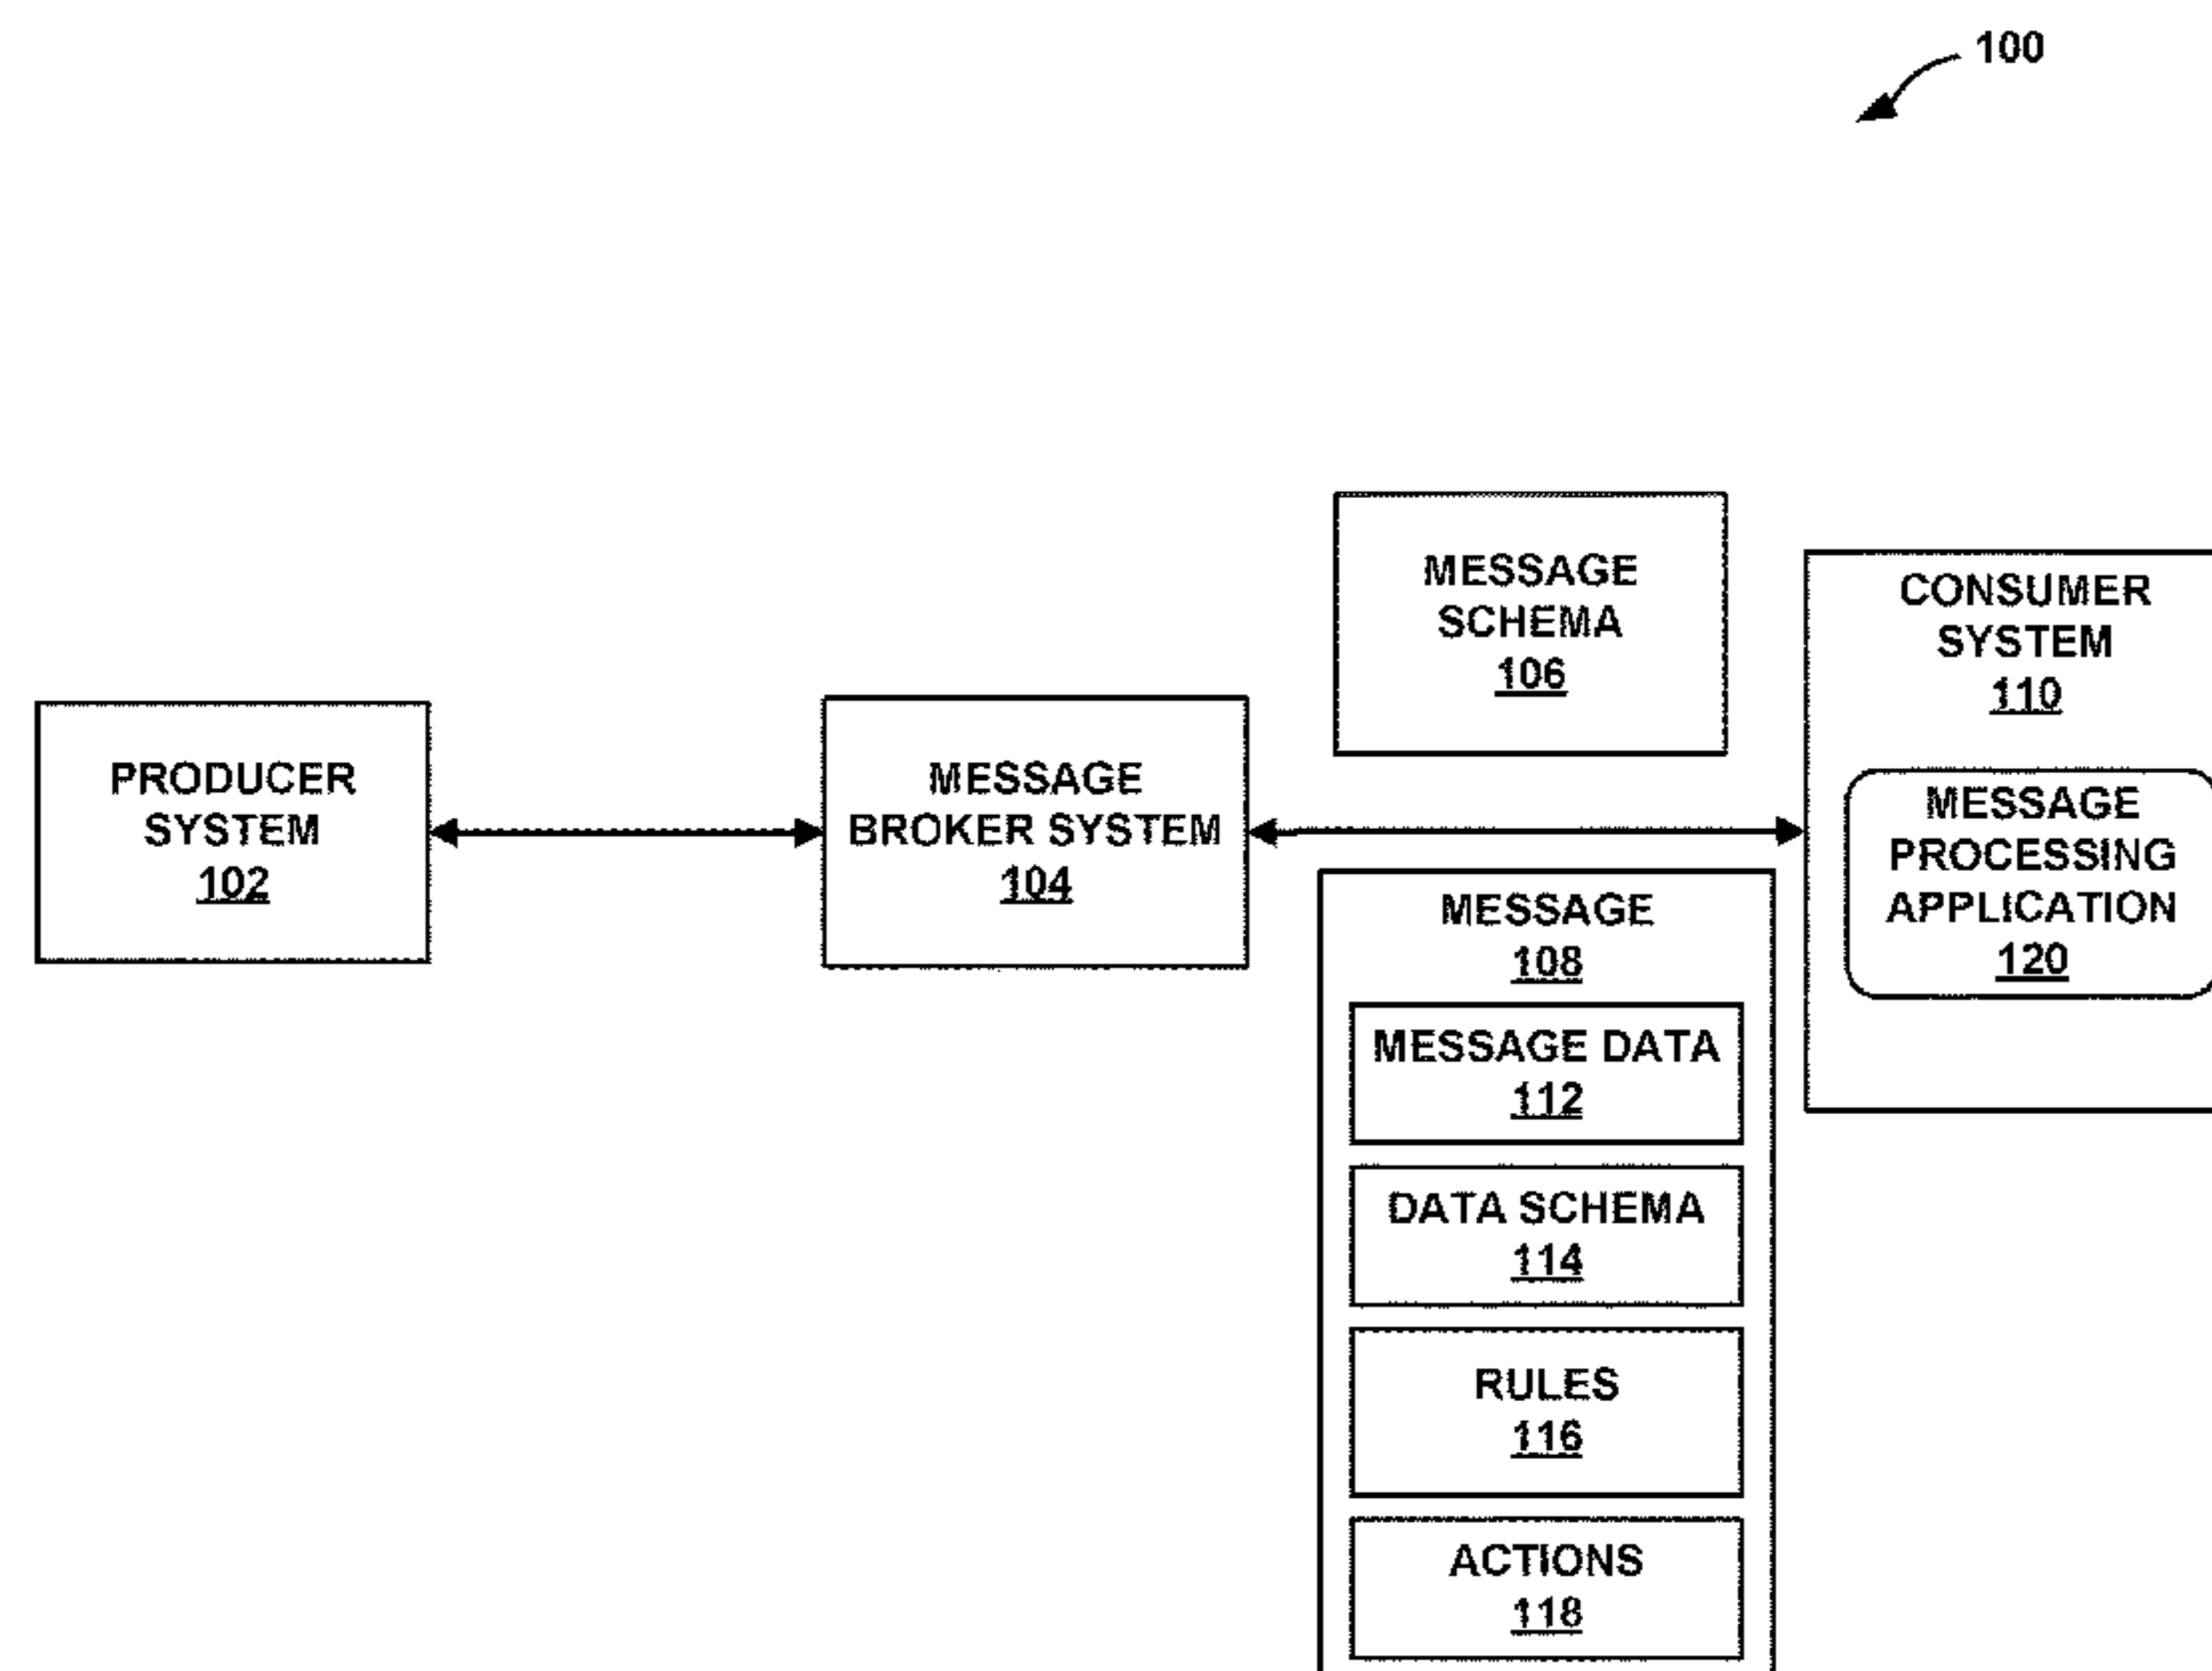 100
PRODUCER
SYSTEM
102
MESSAGE
BROKER SYSTEM
104
MESSAGE
SCHEMA
106
MESSAGE
108
MESSAGE DATA
112
DATA SCHEMA
114
RULES
116
ACTIONS
118
CONSUMER
SYSTEM
110
MESSAGE
PROCESSING
APPLICATION
120